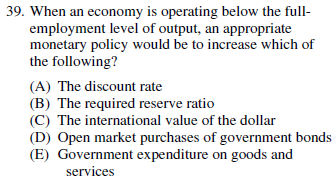 39. When an economy is operating below the full-
employment level of output, an appropriate
monetary policy would be to increase which of
the following?
(A) The discount rate
(B) The required reserve ratio
(C) The international value of the dollar
(D) Open market purchases of government bonds
(E) Government expenditure on goods and
services